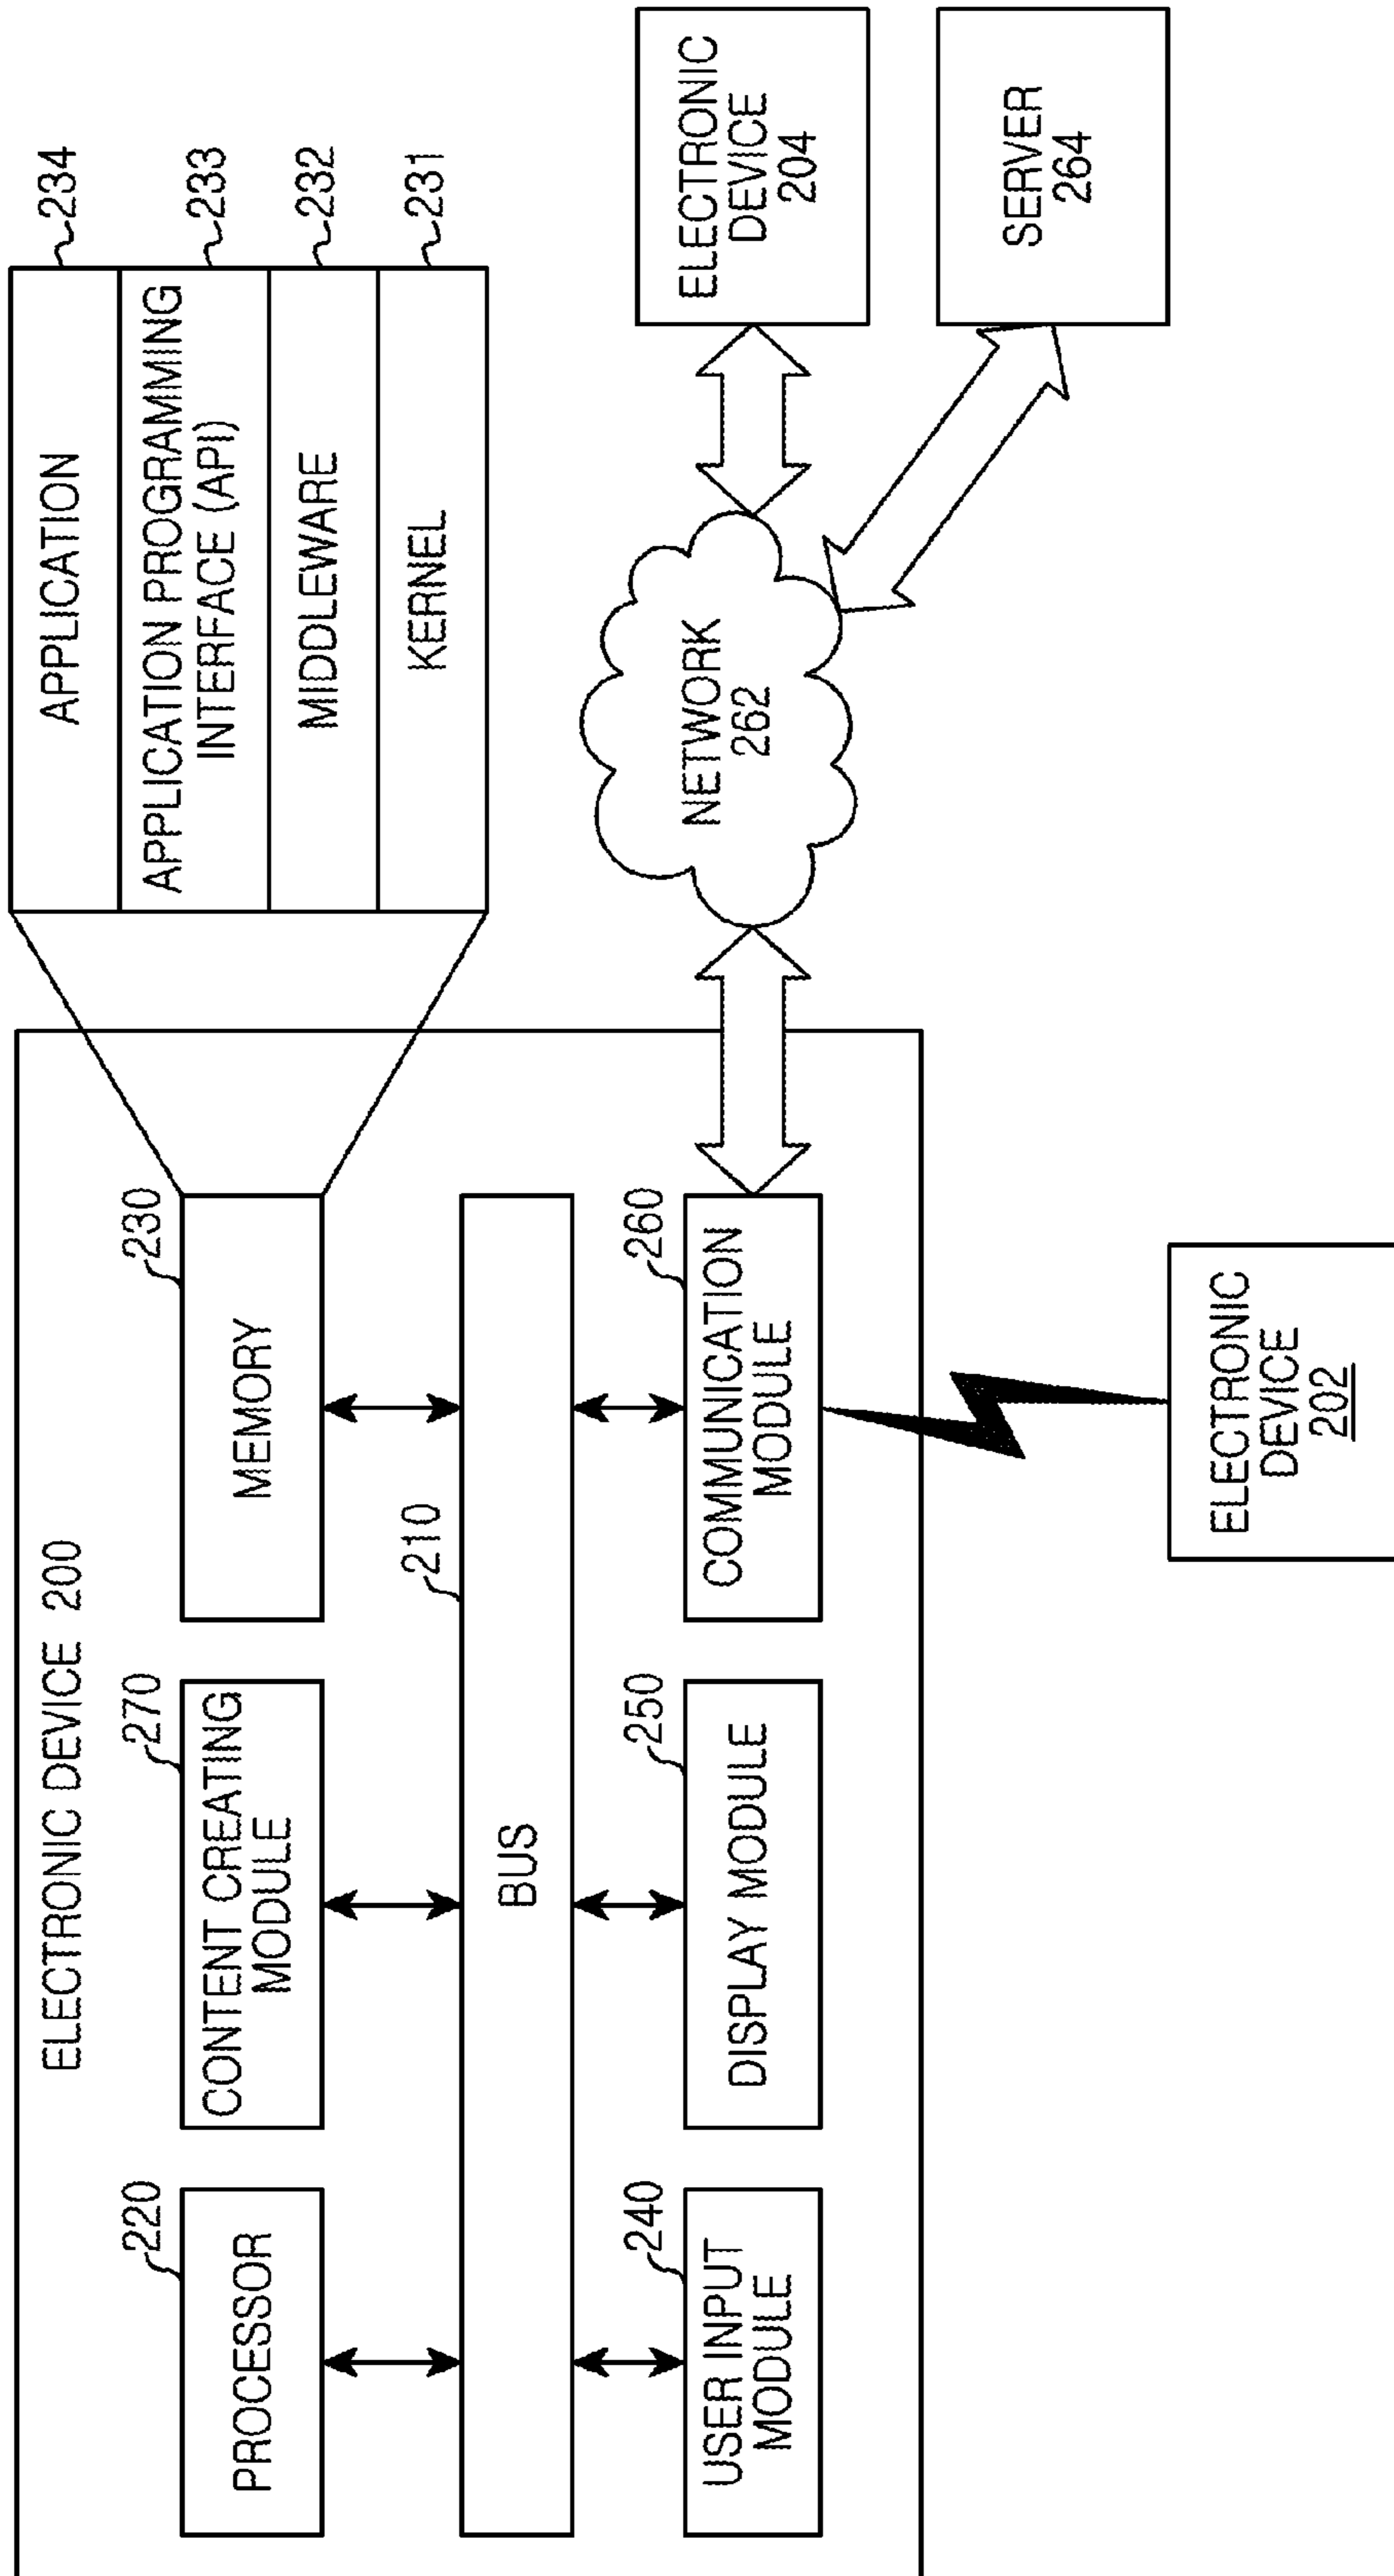 ELECTRONIC DEVICE 200
220
PROCESSOR
270
CONTENT CREATING
MODULE
230
MEMORY
210
BUS
240
USER INPUT
MODULE
250
DISPLAY MODULE
260
COMMUNICATION
MODULE
APPLICATION
234
APPLICATION PROGRAMMING
INTERFACE (API)
233
MIDDLEWARE
232
KERNEL
231
NETWORK
262
ELECTRONIC
DEVICE
204
SERVER
264
ELECTRONIC
DEVICE
202